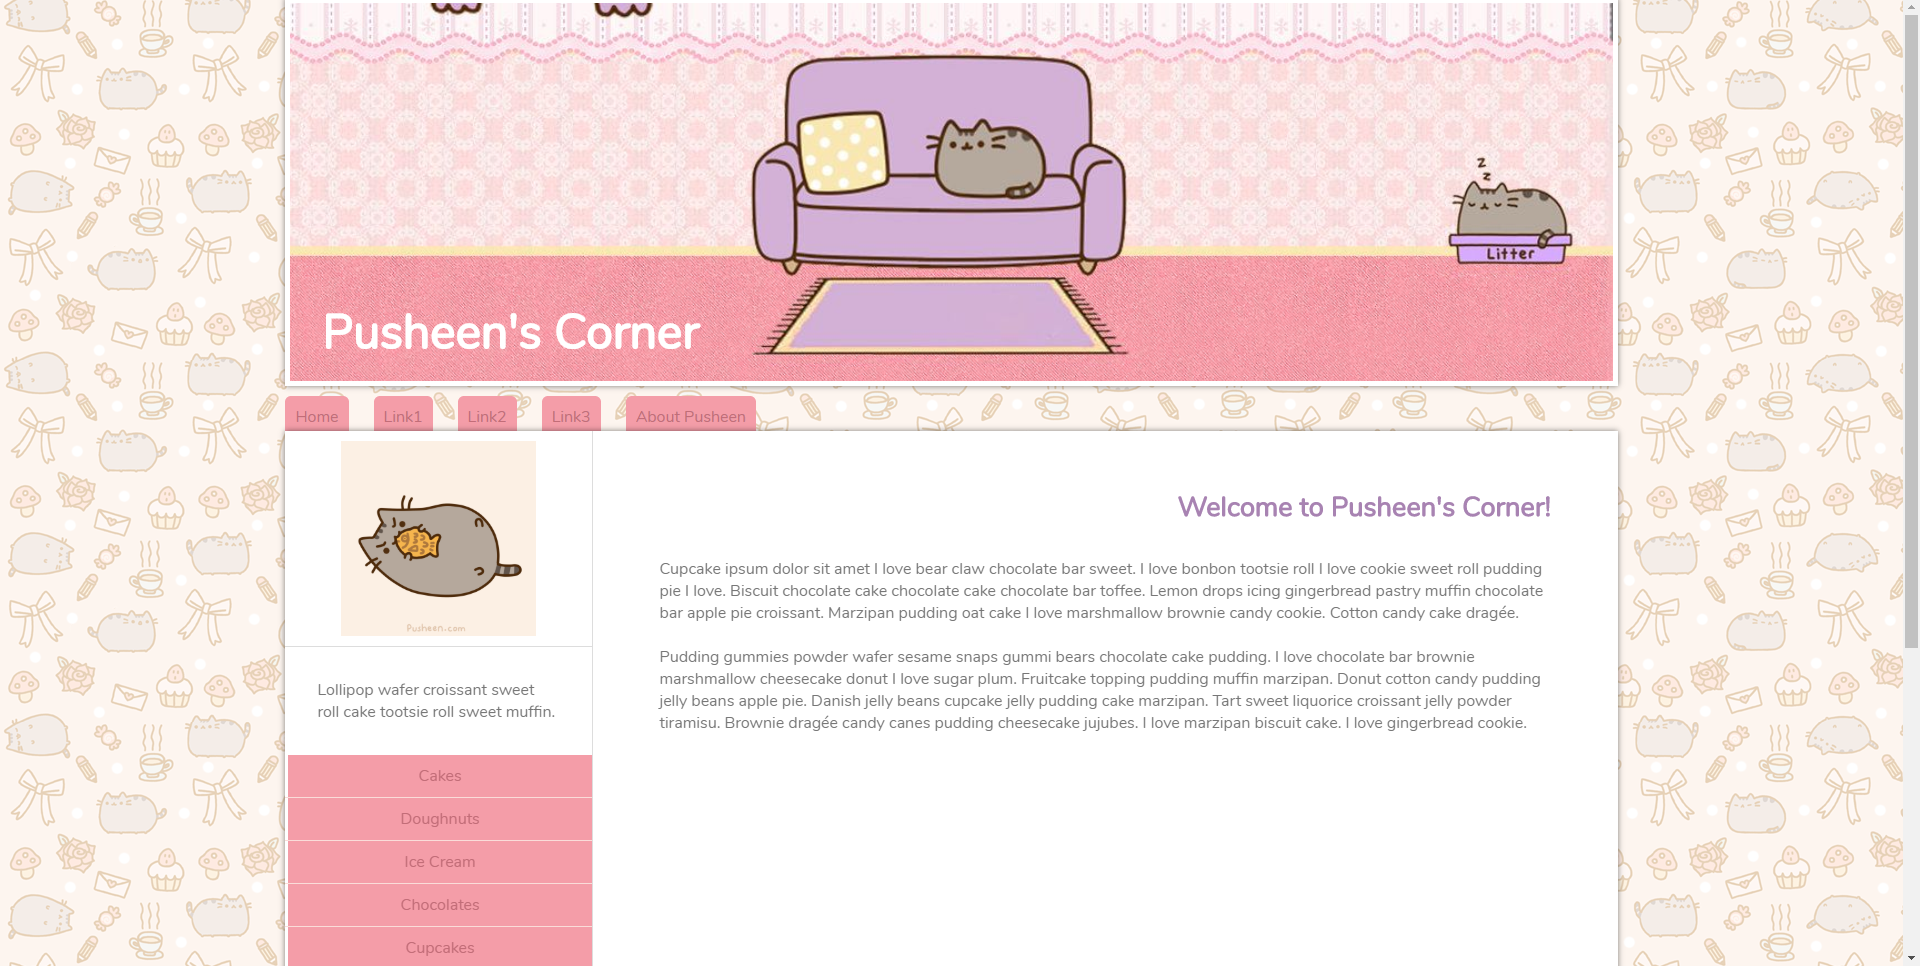 z
z
Litter
Pusheen's Corner
Home Link1 Link2 Link3 About Pusheen
Pusheen.com
Lollipop wafer croissant sweet
roll cake tootsie roll sweet muffin.
Cakes
Doughnuts
Ice Cream
Chocolates
Cupcakes
Welcome to Pusheen's Corner!
Cupcake ipsum dolor sit amet I love bear claw chocolate bar sweet. I love bonbon tootsie roll I love cookie sweet roll pudding
pie I love. Biscuit chocolate cake chocolate cake chocolate bar toffee. Lemon drops icing gingerbread pastry muffin chocolate
bar apple pie croissant. Marzipan pudding oat cake I love marshmallow brownie candy cookie. Cotton candy cake dragée.
Pudding gummies powder wafer sesame snaps gummi bears chocolate cake pudding. I love chocolate bar brownie
marshmallow cheesecake donut I love sugar plum. Fruitcake topping pudding muffin marzipan. Donut cotton candy pudding
jelly beans apple pie. Danish jelly beans cupcake jelly pudding cake marzipan. Tart sweet liquorice croissant jelly powder
tiramisu. Brownie dragée candy canes pudding cheesecake jujubes. I love marzipan biscuit cake. I love gingerbread cookie.